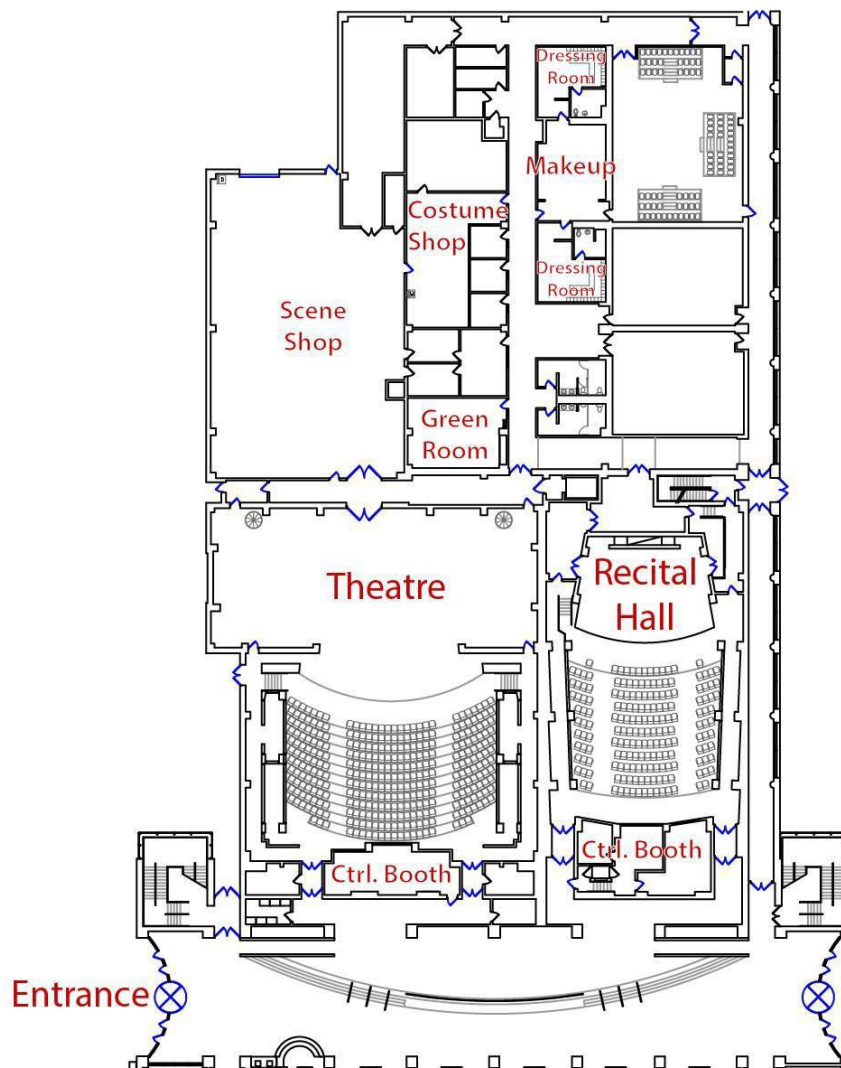 Dressing
Room
Makeup
Costume
Shop
Dressing
Room
Scene
Shop
Green
Room
Theatre
Recital
Hall
Ctrl. Booth
Ctrl. Booth
Entrance